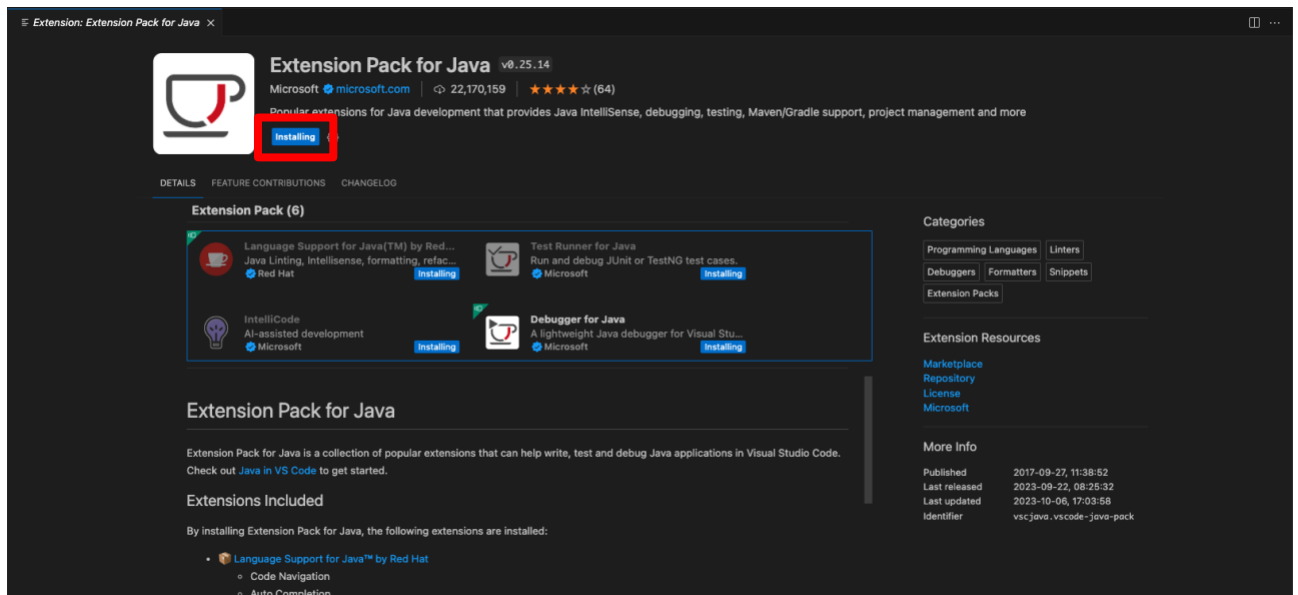 Extension: Extension Pack for Java
Extension Pack for Java v0.25.14
Microsoft microsoft.com 22,170,159 (64)
Popular extensions for Java development that provides Java IntelliSense, debugging, testing, Maven/Gradle support, project management and more
Installing
DETAILS FEATURE CONTRIBUTIONS CHANGELOG
Extension Pack (6)
Language Support for Java(TM) by Red...
Java Linting, Intellisense, formatting, refac...
Red Hat Installing
Test Runner for Java
Run and debug JUnit or TestNG test cases.
Microsoft Installing
IntelliCode
AI-assisted development
Microsoft Installing
Debugger for Java
A lightweight Java debugger for Visual Stu...
Microsoft Installing
Extension Pack for Java
Extension Pack for Java is a collection of popular extensions that can help write, test and debug Java applications in Visual Studio Code.
Check out Java in VS Code to get started.
Extensions Included
By installing Extension Pack for Java, the following extensions are installed:
• Language Support for Java™ by Red Hat
Code Navigation
Auto Completion
Categories
Programming Languages Linters
Debuggers Formatters Snippets
Extension Packs
Extension Resources
Marketplace
Repository
License
Microsoft
More Info
Published 2017-09-27, 11:38:52
Last released 2023-09-22, 08:25:32
Last updated 2023-10-06, 17:03:58
Identifier vscjava.vscode-java-pack